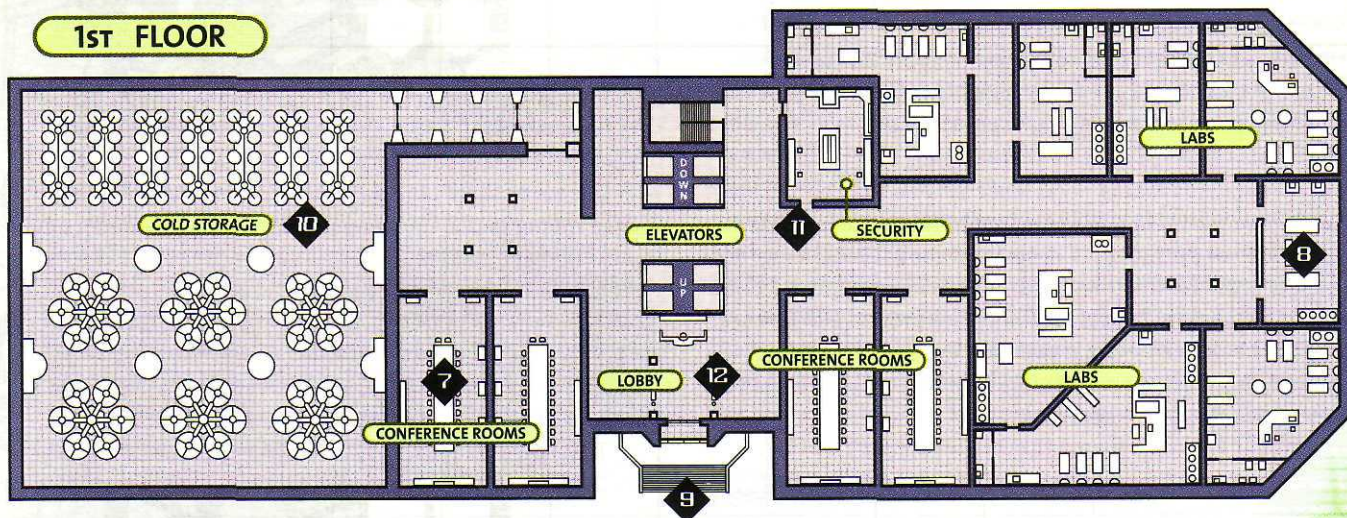 1ST FLOOR
LABS
COLD STORAGE
10
DOWN
ELEVATORS
11
SECURITY
8
UP
CONFERENCE ROOMS
7
LOBBY
12
LABS
CONFERENCE ROOMS
9